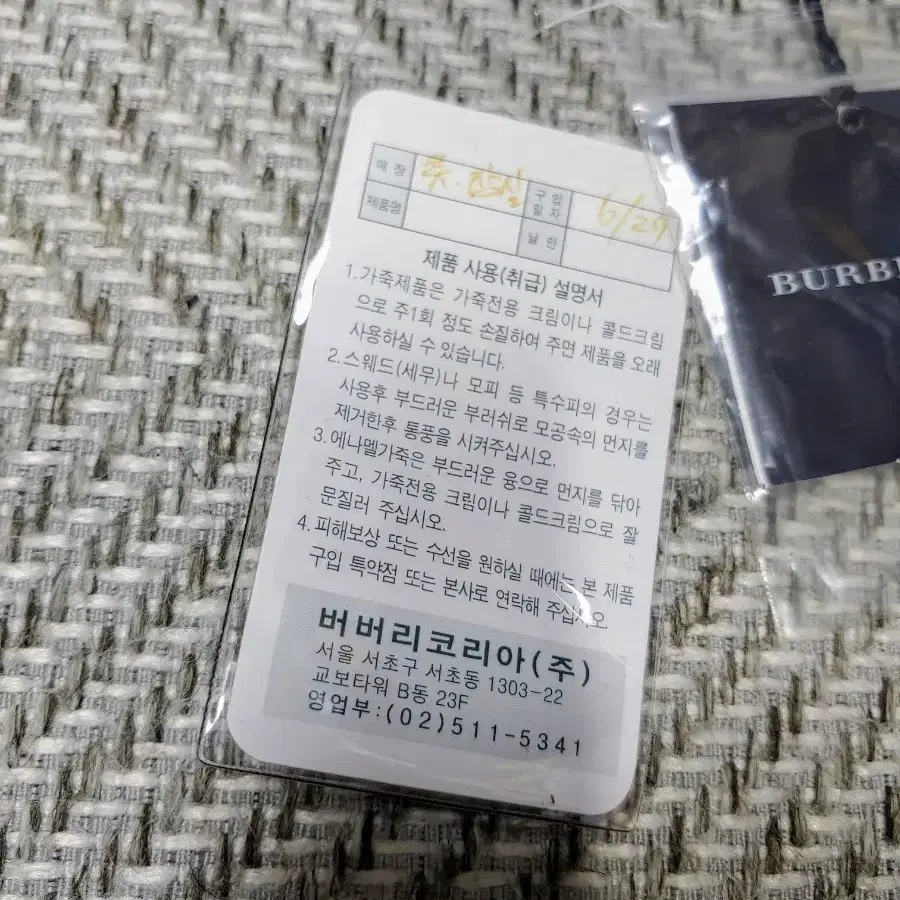 매 장 롯. 잠실 구입일자 6/29
제품명 날 인
제품 사용(취급) 설명서
1.가죽제품은 가죽전용 크림이나 콜드크림
으로 주1회 정도 손질하여 주면 제품을 오래
사용하실 수 있습니다.
2.스웨드(세무)나 모피 등 특수피의 경우는
사용후 부드러운 부러쉬로 모공속의 먼지를
제거한후 통풍을 시켜주십시오.
3.에나멜가죽은 부드러운 융으로 먼지를 닦아
주고, 가죽전용 크림이나 콜드크림으로 잘
문질러 주십시오.
4.피해보상 또는 수선을 원하실 때에는 본 제품
구입 특약점 또는 본사로 연락해 주십시오
버버리코리아(주)
서울 서초구 서초동 1303-22
교보타워 B동 23F
영업부:(02)511-5341
BURBE